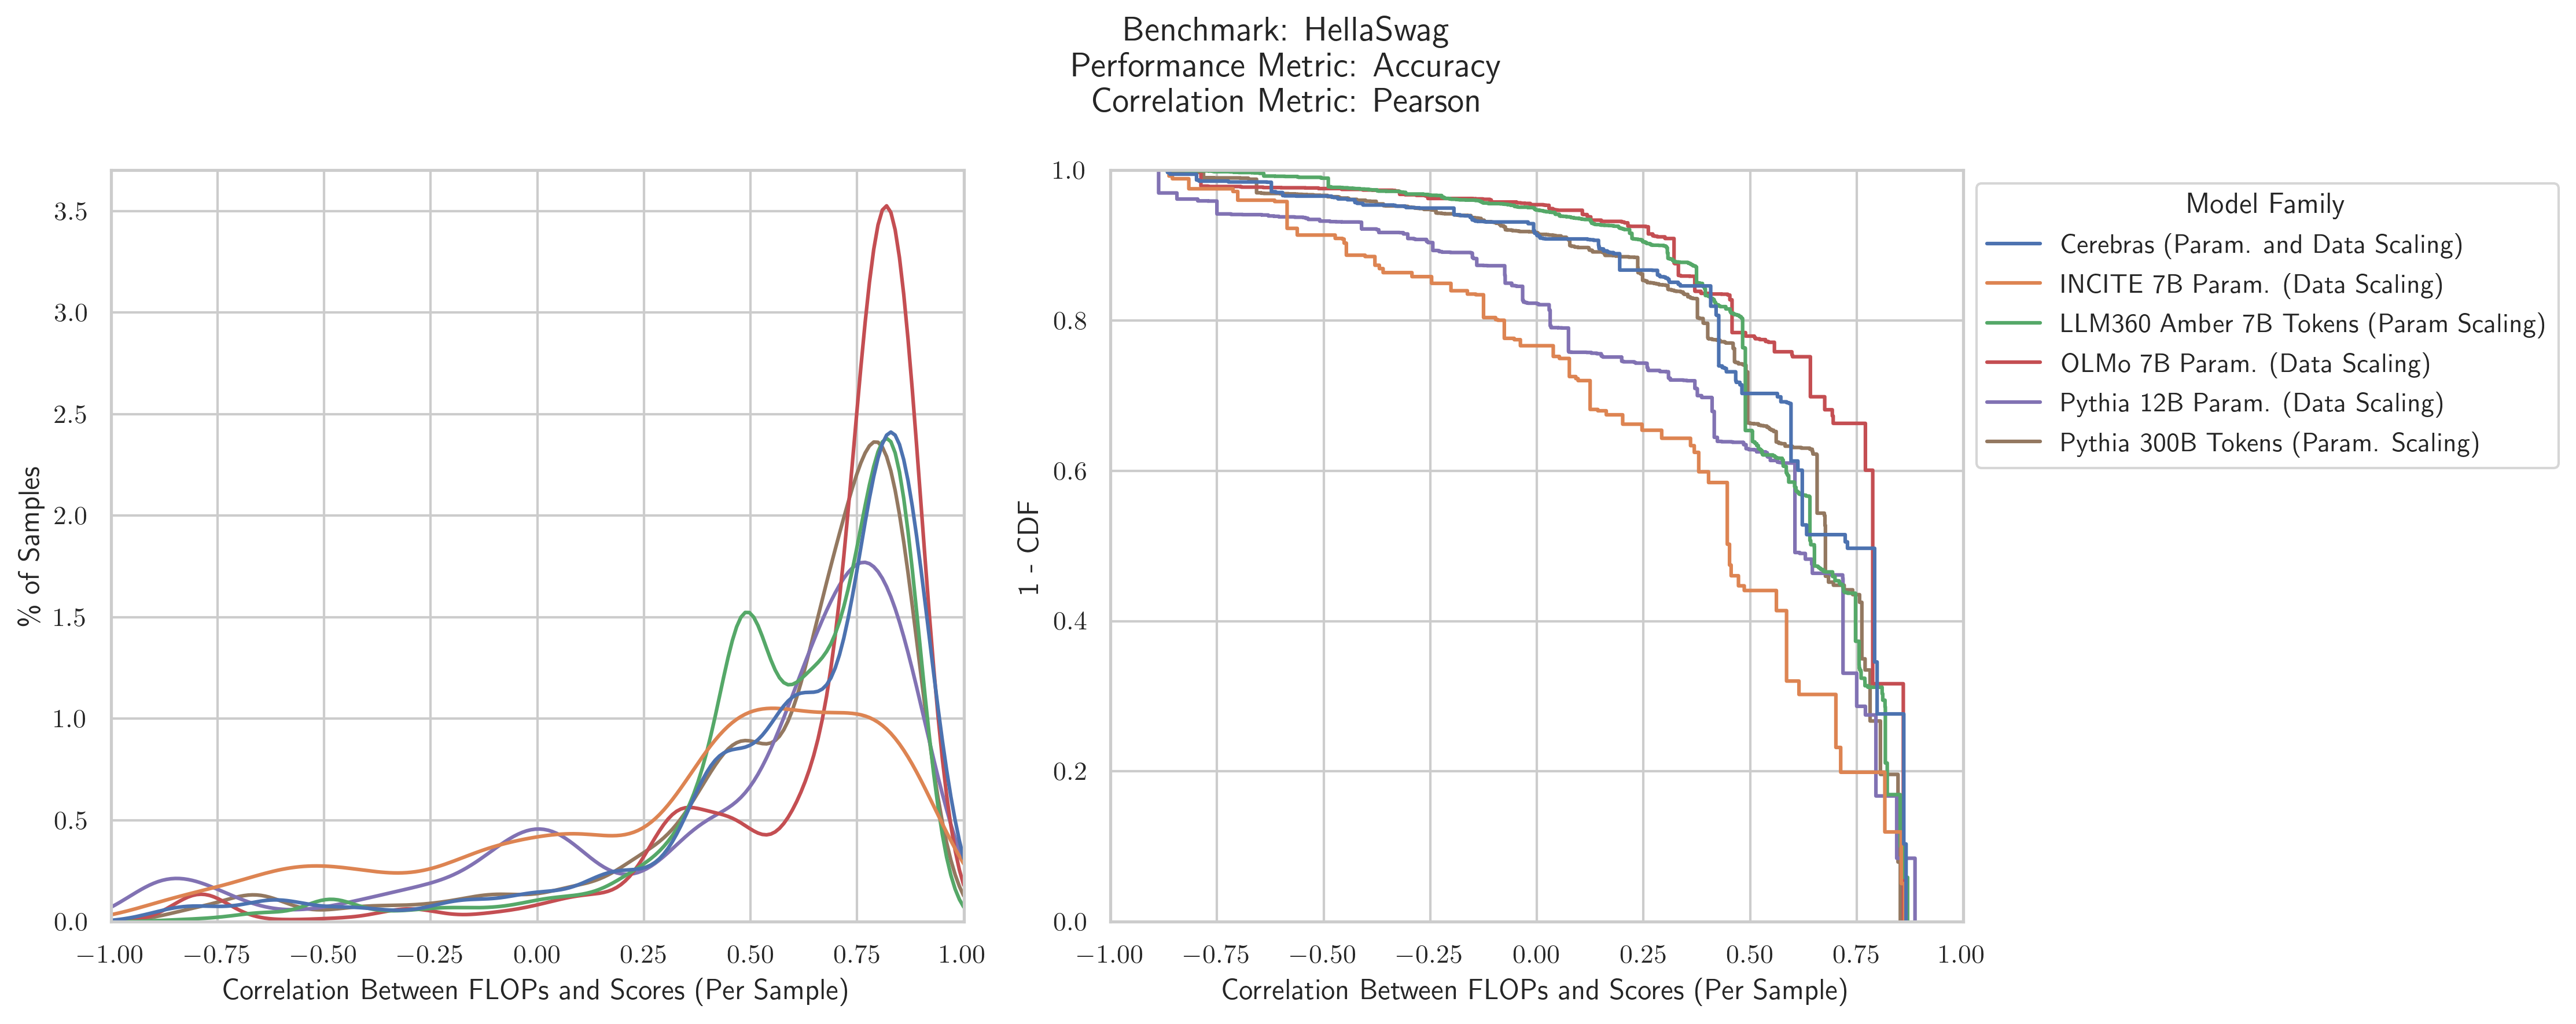 Benchmark: HellaSwag
Performance Metric: Accuracy
Correlation Metric: Pearson
% of Samples
3.5
3.0
2.5
2.0
1.5
1.0
0.5
0.0
−1.00 −0.75 −0.50 −0.25 0.00 0.25 0.50 0.75 1.00
Correlation Between FLOPs and Scores (Per Sample)
1 - CDF
1.0
0.8
0.6
0.4
0.2
0.0
−1.00 −0.75 −0.50 −0.25 0.00 0.25 0.50 0.75 1.00
Correlation Between FLOPs and Scores (Per Sample)
Model Family
Cerebras (Param. and Data Scaling)
INCITE 7B Param. (Data Scaling)
LLM360 Amber 7B Tokens (Param Scaling)
OLMo 7B Param. (Data Scaling)
Pythia 12B Param. (Data Scaling)
Pythia 300B Tokens (Param. Scaling)